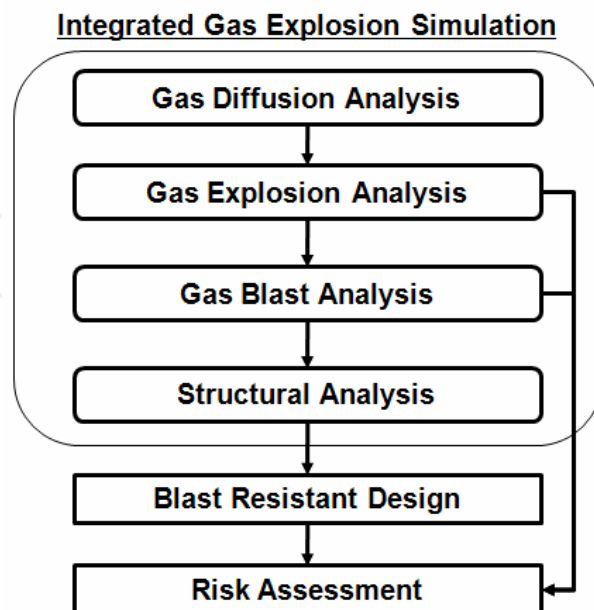 Integrated Gas Explosion Simulation
Gas Diffusion Analysis
Gas Explosion Analysis
Gas Blast Analysis
Structural Analysis
Blast Resistant Design
Risk Assessment